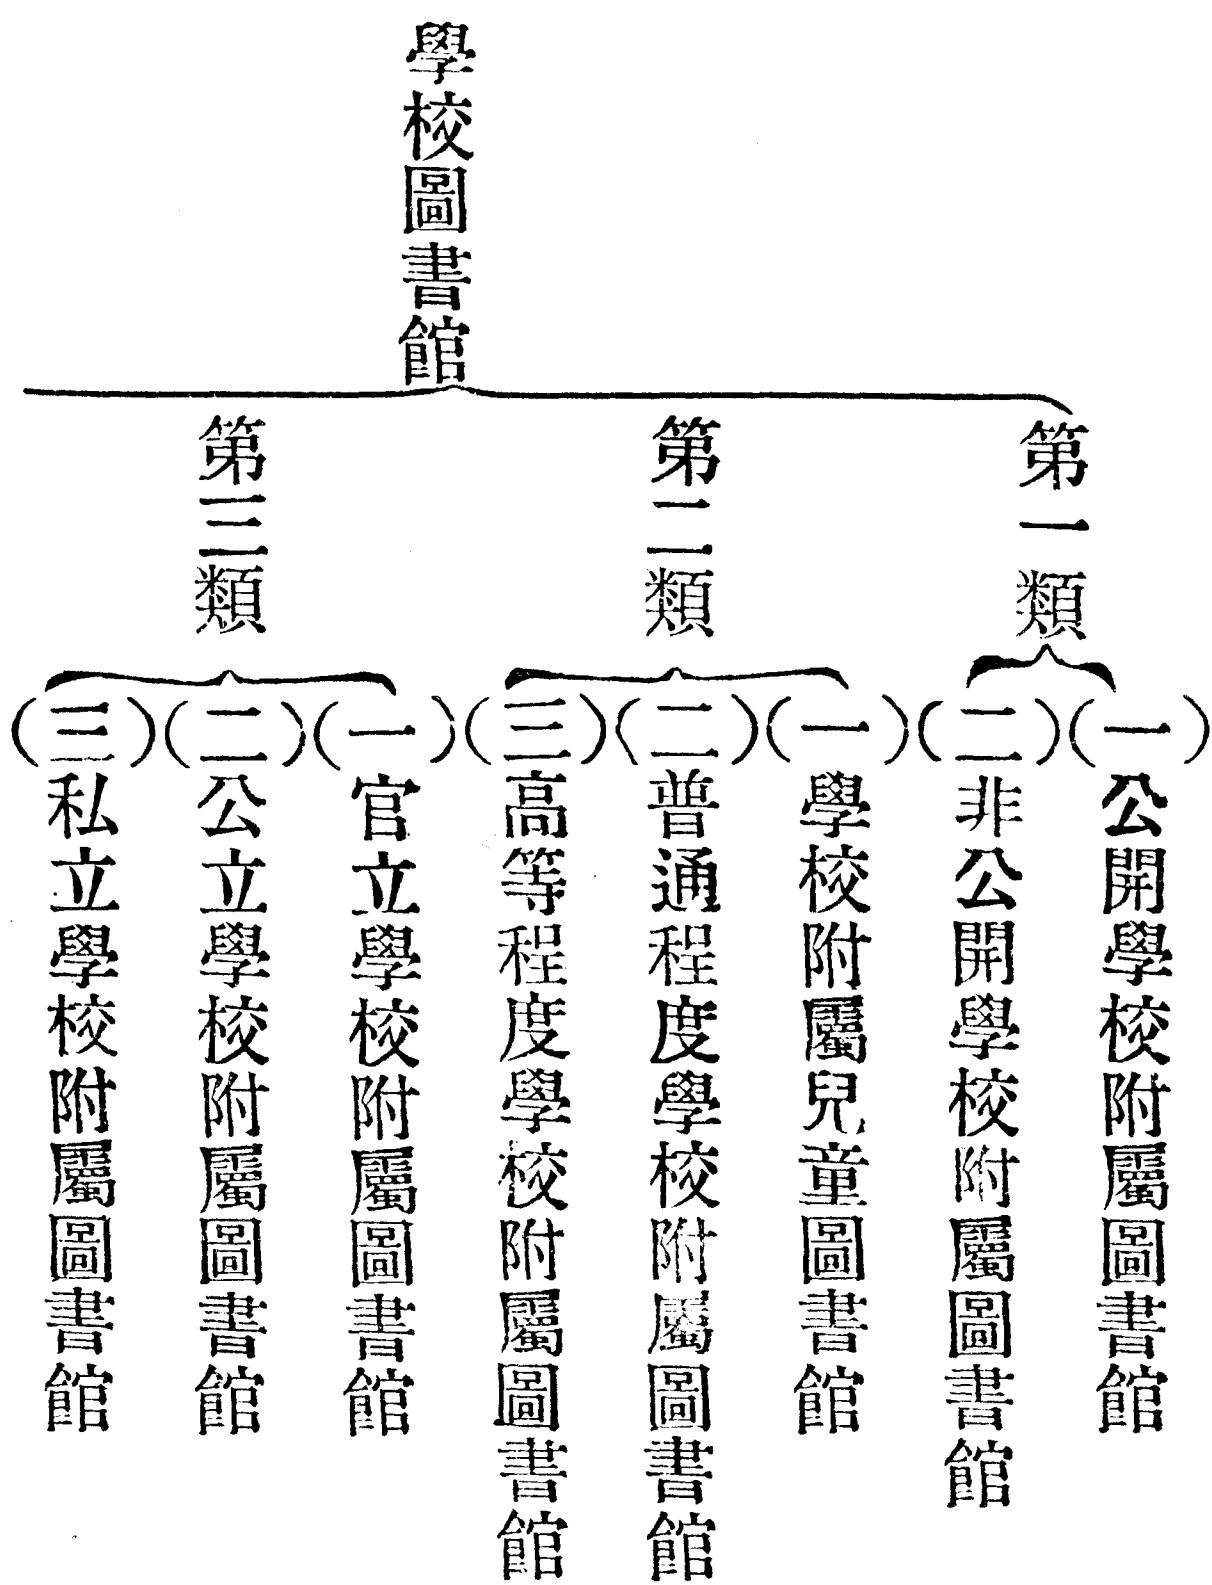 學校圖書館
第一類
(一)公開學校附屬圖書館
(二)非公開學校附屬圖書館
第二類
(一)學校附屬兒童圖書館
(二)普通程度學校附屬圖書館
(三)高等程度學校附屬圖書館
第三類
(一)官立學校附屬圖書館
(二)公立學校附屬圖書館
(三)私立學校附屬圖書館